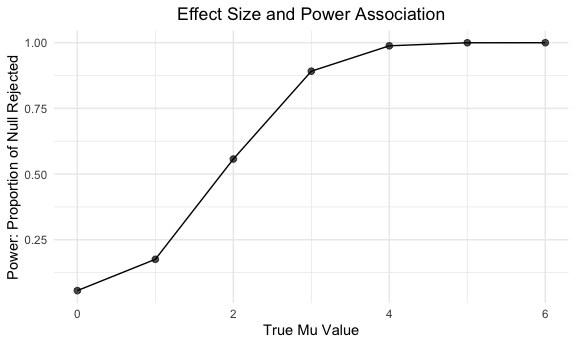 Effect Size and Power Association
Power: Proportion of Null Rejected
1.00
0.75
0.50
0.25
0 2 4 6
True Mu Value